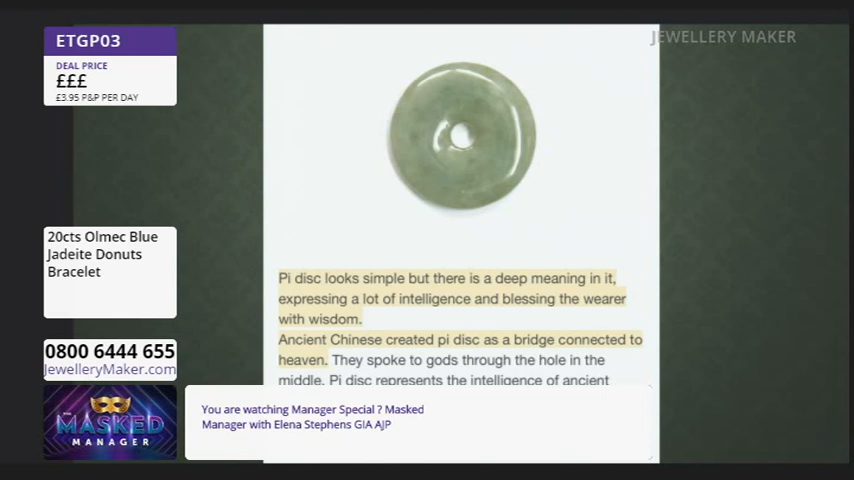 ETGP03
DEAL PRICE
£££
£3.95 P&P PER DAY
JEWELLERY MAKER
20cts Olmec Blue
Jadeite Donuts
Bracelet
0800 6444 655
JewelleryMaker.com
THE
MASKED
MANAGER
Pi disc looks simple but there is a deep meaning in it,
expressing a lot of intelligence and blessing the wearer
with wisdom.
Ancient Chinese created pi disc as a bridge connected to
heaven. They spoke to gods through the hole in the
middle. Pi disc represents the intelligence of ancient
You are watching Manager Special ? Masked
Manager with Elena Stephens GIA AJP